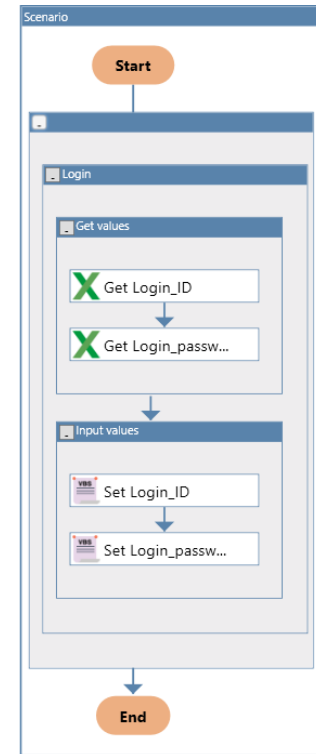 Scenario
Start
Login
Get values
Get Login_ID
Get Login_passw...
Input values
VBS
Set Login_ID
VBS
Set Login_passw...
End